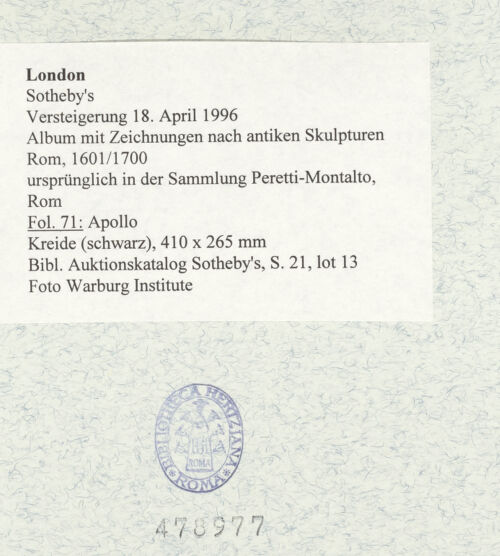 London
Sotheby's
Versteigerung 18. April 1996
Album mit Zeichnungen nach antiken Skulpturen
Rom, 1601/1700
ursprünglich in der Sammlung Peretti-Montalto,
Rom
Fol. 71: Apollo
Kreide (schwarz), 410 x 265 mm
Bibl. Auktionskatalog Sotheby's, S. 21, lot 13
Foto Warburg Institute
BIBLIOTHECA HERTZIANA
ROMA
ROMA
478977